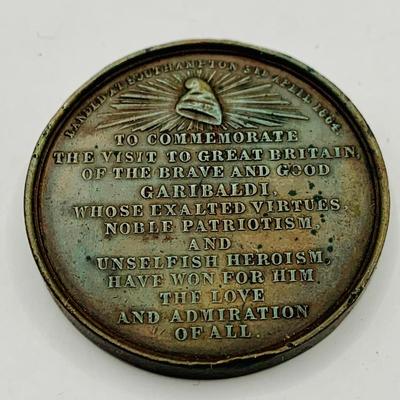 LANDED AT SOUTHAMPTON 3RD APRIL 1864.
TO COMMEMORATE
THE VISIT TO GREAT BRITAIN,
OF THE BRAVE AND GOOD
GARIBALDI,
WHOSE EXALTED VIRTUES,
NOBLE PATRIOTISM,
AND
UNSELFISH HEROISM,
HAVE WON FOR HIM
THE LOVE
AND ADMIRATION
OF ALL.